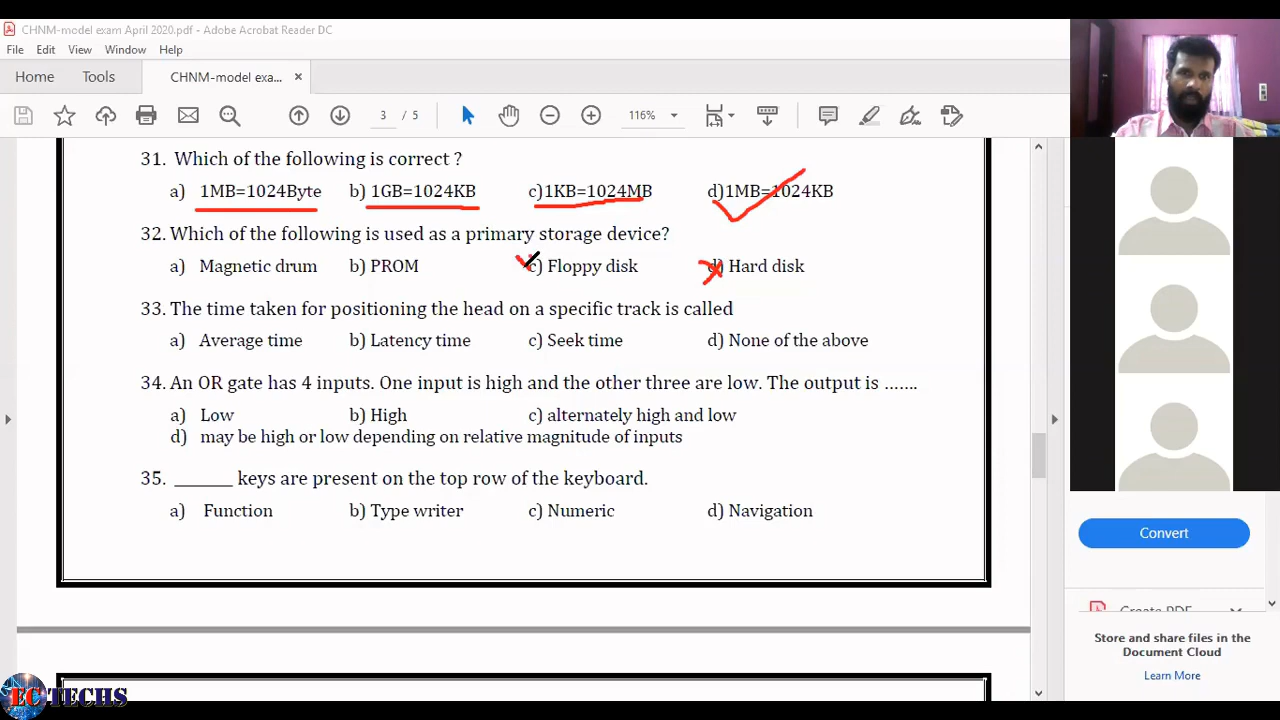 CHNM-model exam April 2020.pdf - Adobe Acrobat Reader DC
File Edit View Window Help
Home Tools CHNM-model exa... ×
3 / 5 116%
31. Which of the following is correct ?
a) 1MB=1024Byte b) 1GB=1024KB c)1KB=1024MB d)1MB=1024KB
32. Which of the following is used as a primary storage device?
a) Magnetic drum b) PROM c) Floppy disk d) Hard disk
33. The time taken for positioning the head on a specific track is called
a) Average time b) Latency time c) Seek time d) None of the above
34. An OR gate has 4 inputs. One input is high and the other three are low. The output is …….
a) Low b) High c) alternately high and low
d) may be high or low depending on relative magnitude of inputs
35. ______ keys are present on the top row of the keyboard.
a) Function b) Type writer c) Numeric d) Navigation
Convert
Create PDF
Store and share files in the
Document Cloud
Learn More
EC TECHS